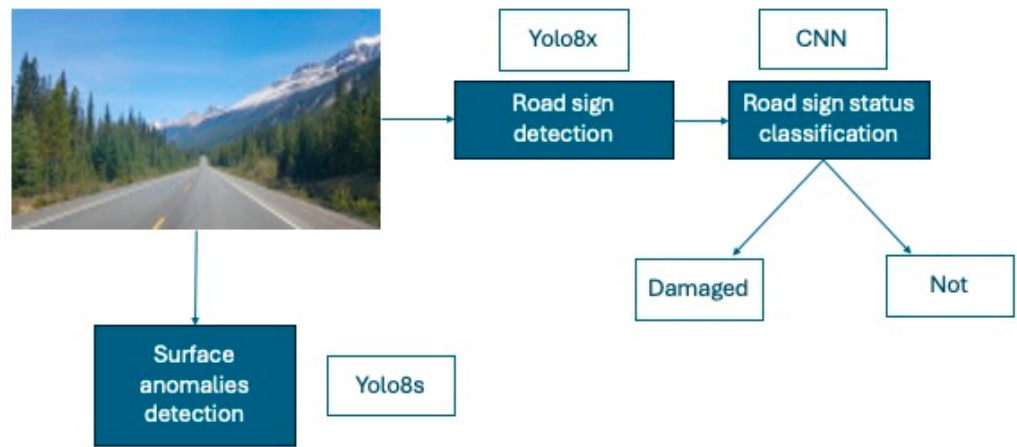 Yolo8x
CNN
Road sign
detection
Road sign status
classification
Damaged
Not
Surface
anomalies
detection
Yolo8s